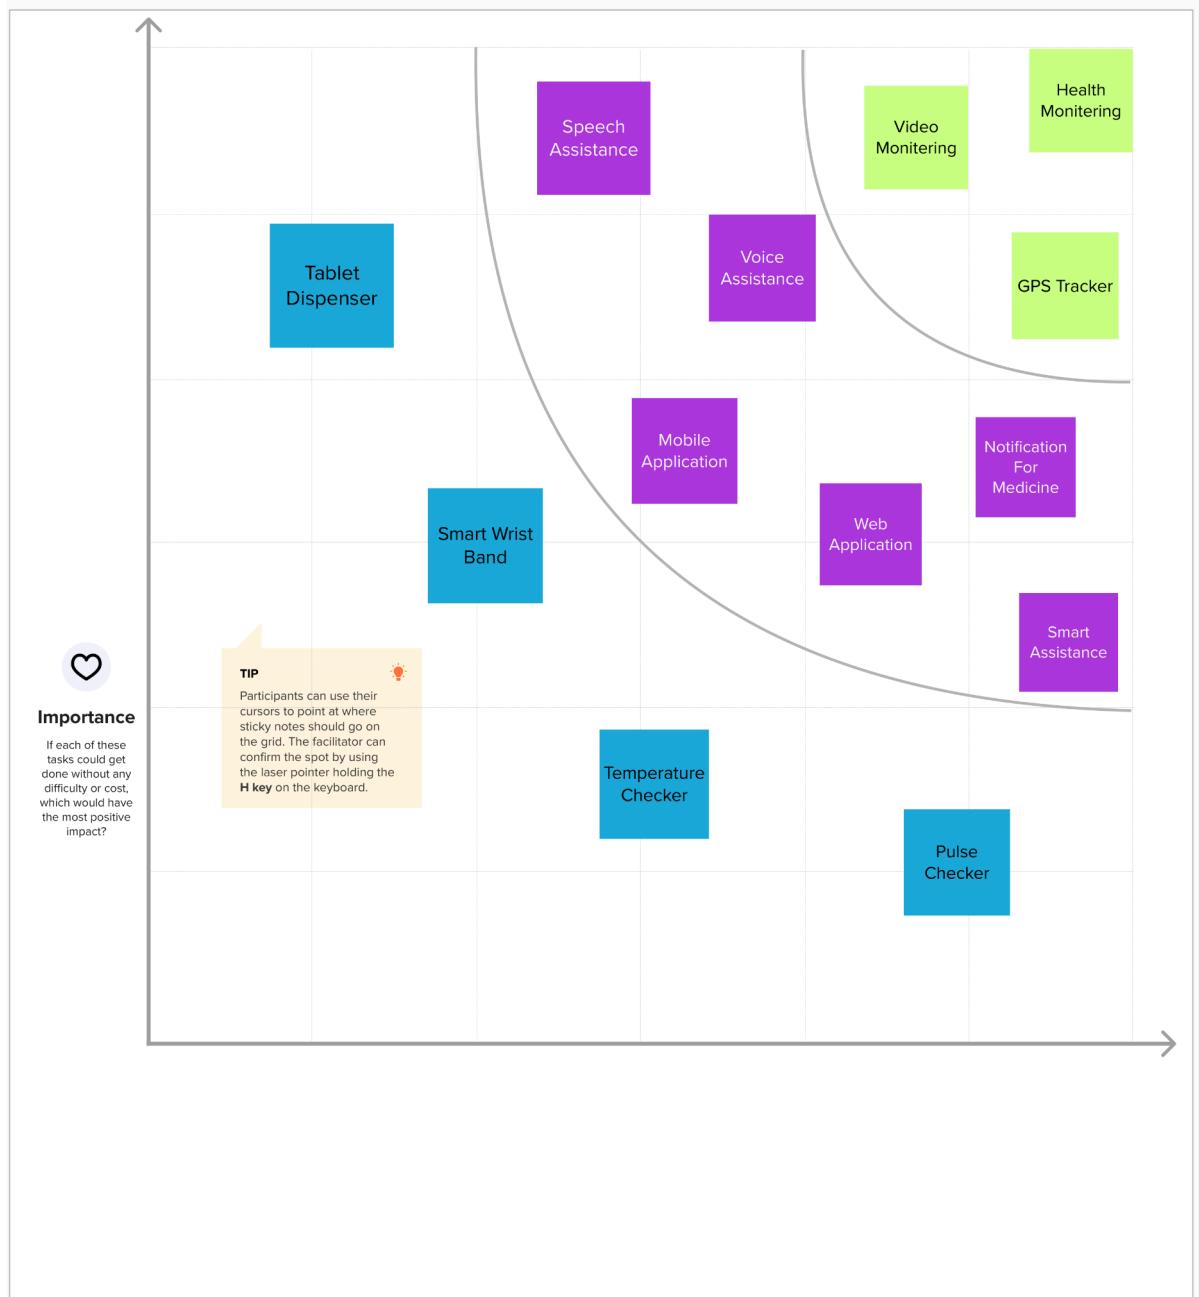 Health
Monitering
Video
Monitering
Speech
Assistance
Voice
Assistance
GPS Tracker
Tablet
Dispenser
Mobile
Application
Notification
For
Medicine
Web
Application
Smart Wrist
Band
Smart
Assistance
TIP
Participants can use their
cursors to point at where
sticky notes should go on
the grid. The facilitator can
confirm the spot by using
the laser pointer holding the
H key on the keyboard.
Importance
If each of these
tasks could get
done without any
difficulty or cost,
which would have
the most positive
impact?
Temperature
Checker
Pulse
Checker